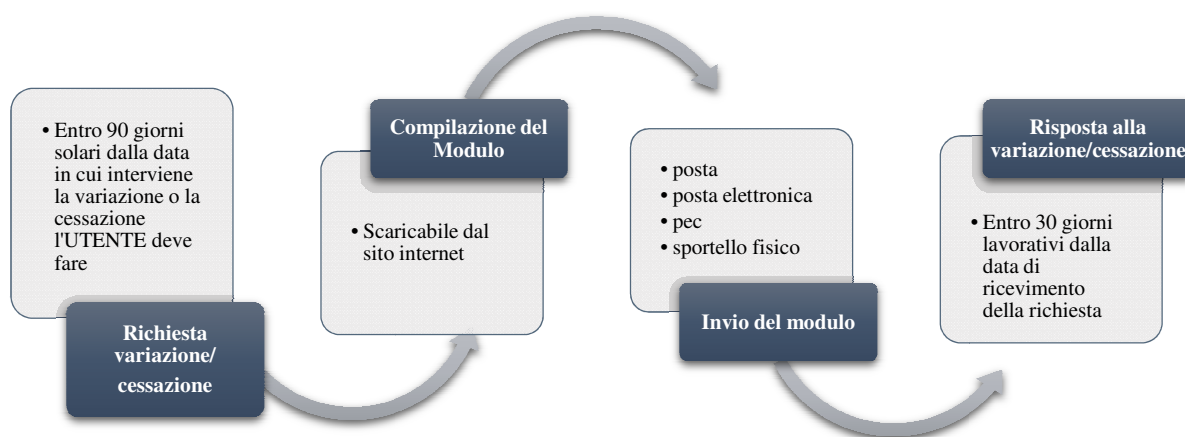 • Entro 90 giorni
solari dalla data
in cui interviene
la variazione o la
cessazione
l'UTENTE deve
fare
Richiesta
variazione/
cessazione
Compilazione del
Modulo
• Scaricabile dal
sito internet
• posta
• posta elettronica
• pec
• sportello fisico
Invio del modulo
Risposta alla
variazione/cessazione
• Entro 30 giorni
lavorativi dalla
data di
ricevimento
della richiesta